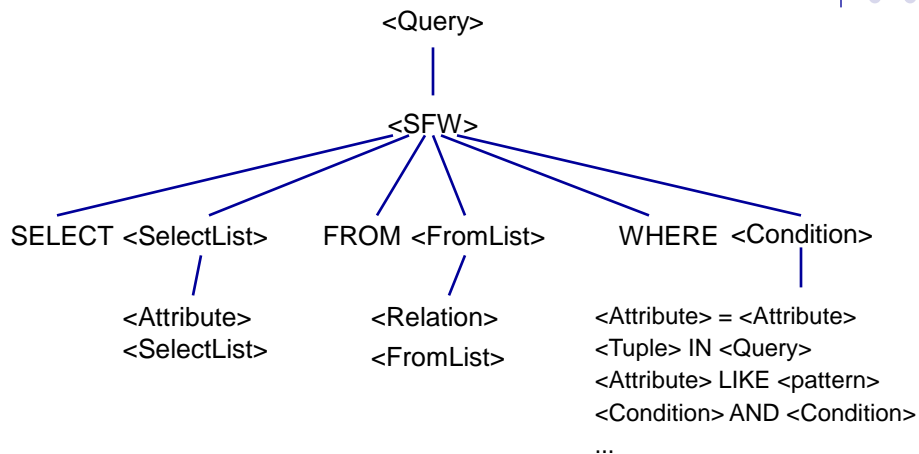 <Query>
<SFW>
SELECT <SelectList> FROM <FromList> WHERE <Condition>
<Attribute>
<SelectList>
<Relation>
<FromList>
<Attribute> = <Attribute>
<Tuple> IN <Query>
<Attribute> LIKE <pattern>
<Condition> AND <Condition>
...